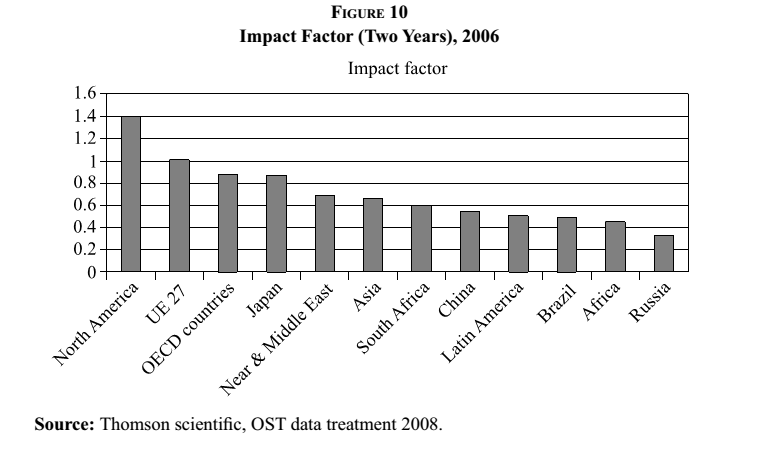 FIGURE 10
Impact Factor (Two Years), 2006
Impact factor
1.6
1.4
1.2
1
0.8
0.6
0.4
0.2
0
North America
UE 27
OECD countries
Japan
Near & Middle East
Asia
South Africa
China
Latin America
Brazil
Africa
Russia
Source: Thomson scientific, OST data treatment 2008.